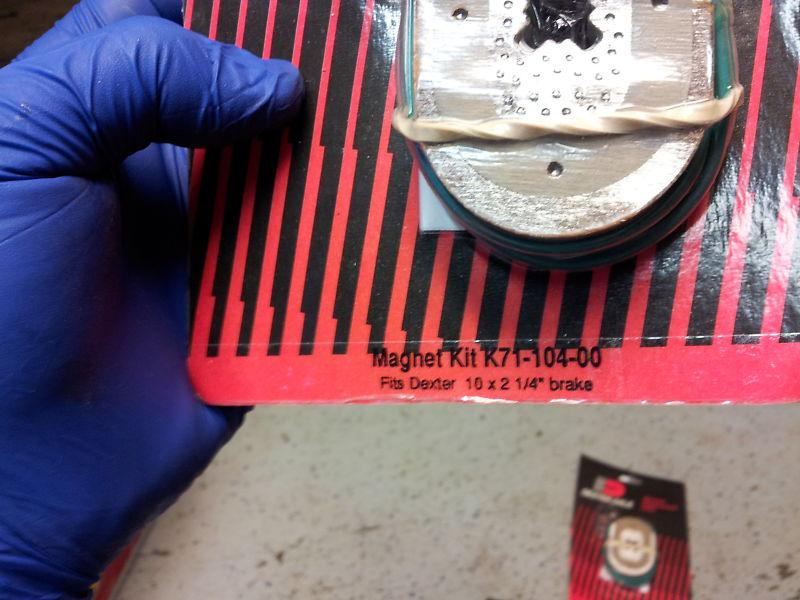 Magnet Kit K71-104-00
Fits Dexter 10 x 2 1/4" brake